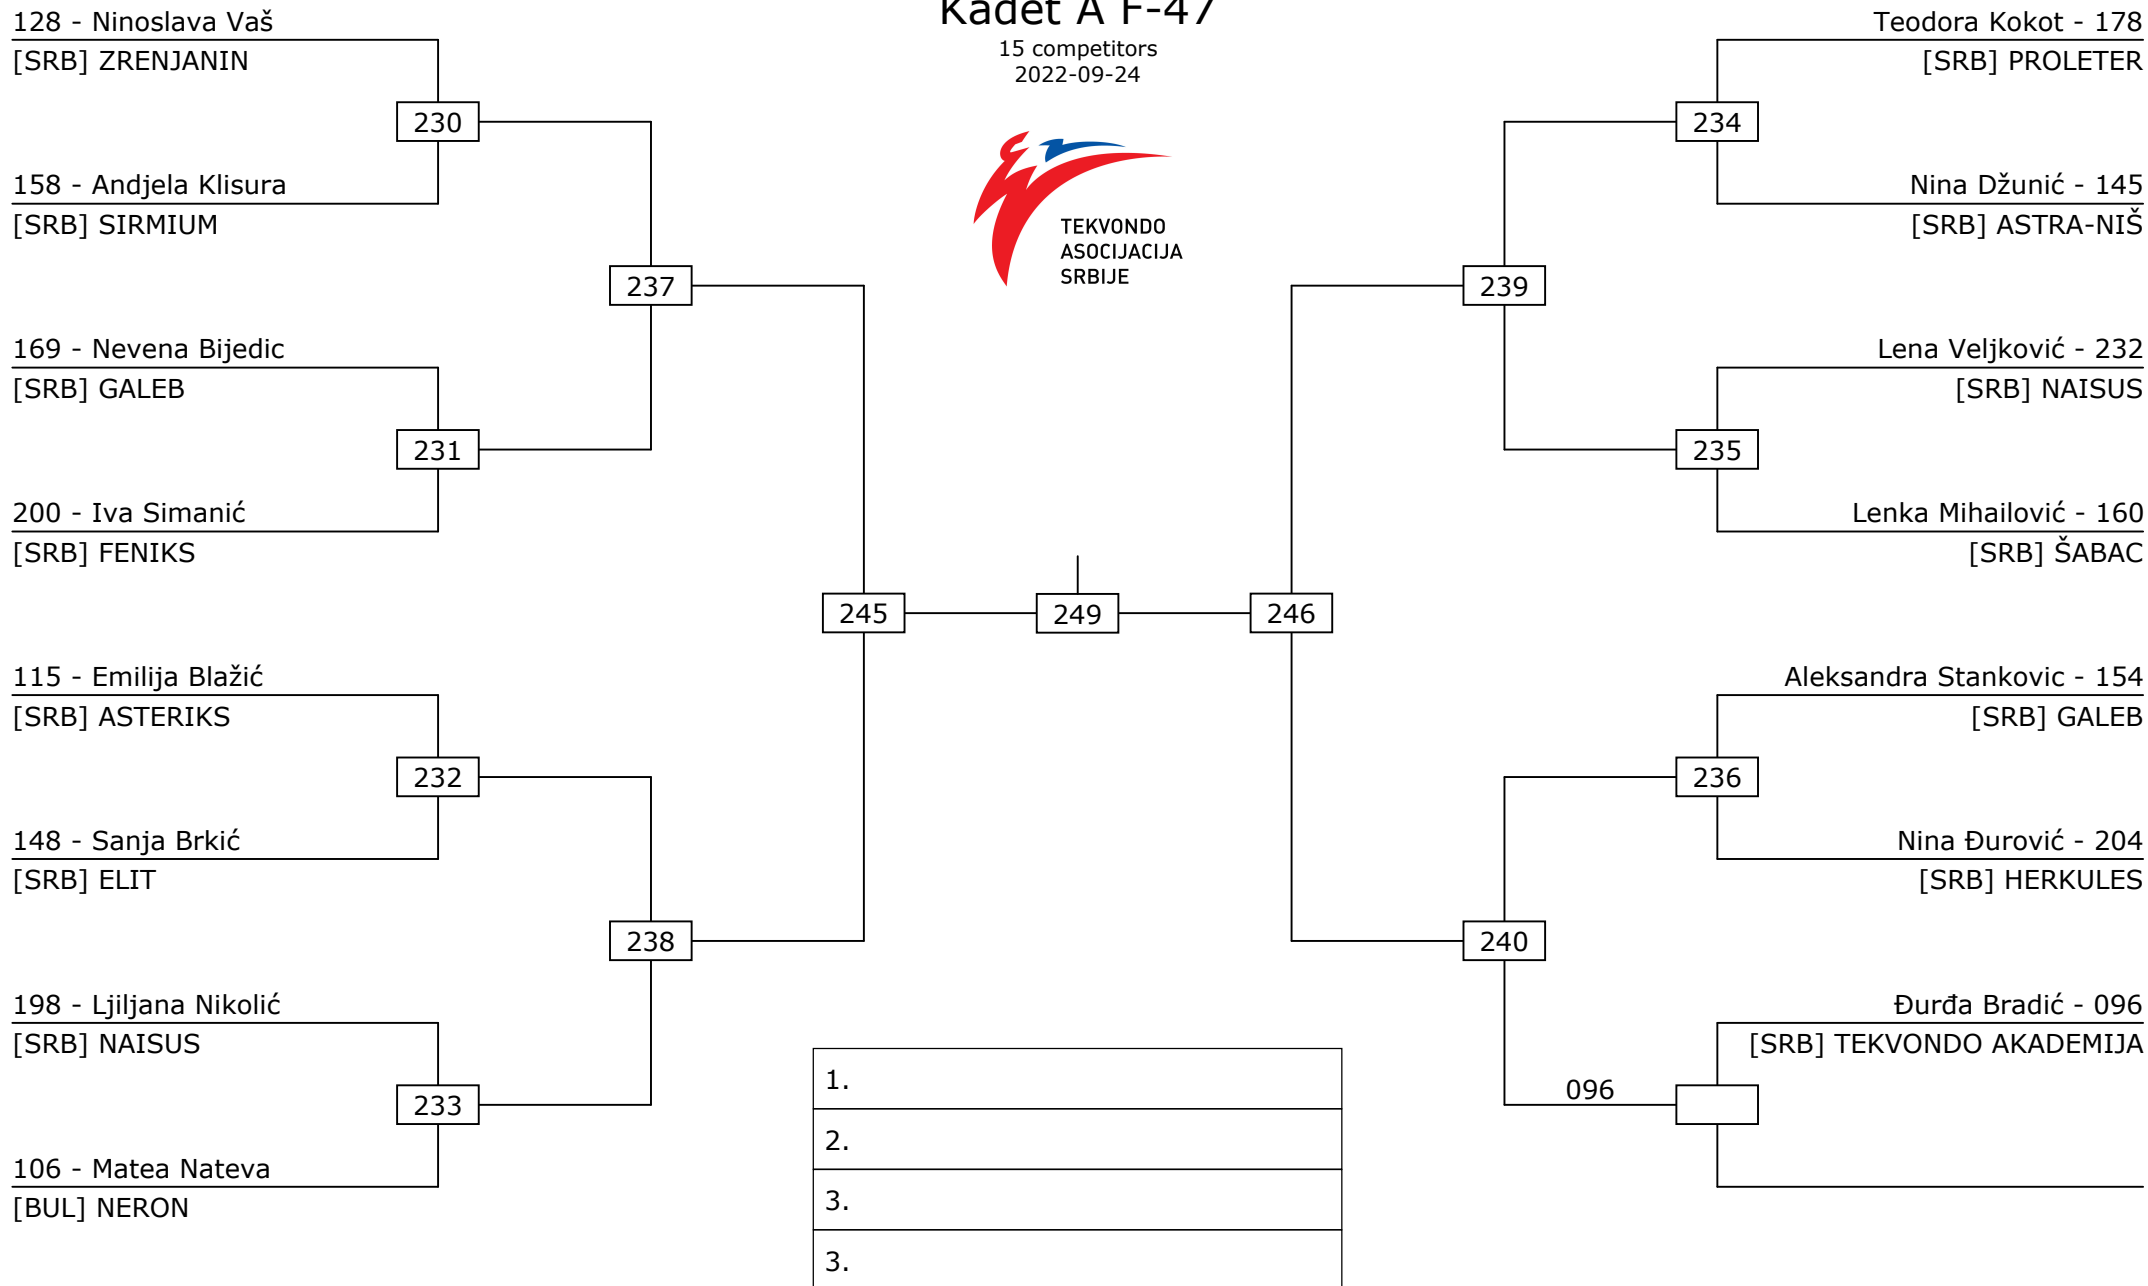 Kadet A F-47
15 competitors
2022-09-24
TEKVONDO
ASOCIJACIJA
SRBIJE
128 - Ninoslava Vaš
[SRB] ZRENJANIN
230
158 - Andjela Klisura
[SRB] SIRMIUM
237
169 - Nevena Bijedic
[SRB] GALEB
231
200 - Iva Simanić
[SRB] FENIKS
245
115 - Emilija Blažić
[SRB] ASTERIKS
232
148 - Sanja Brkić
[SRB] ELIT
238
198 - Ljiljana Nikolić
[SRB] NAISUS
233
106 - Matea Nateva
[BUL] NERON
249
Teodora Kokot - 178
[SRB] PROLETER
234
Nina Džunić - 145
[SRB] ASTRA-NIŠ
239
Lena Veljković - 232
[SRB] NAISUS
235
Lenka Mihailović - 160
[SRB] ŠABAC
246
Aleksandra Stankovic - 154
[SRB] GALEB
236
Nina Đurović - 204
[SRB] HERKULES
240
Đurđa Bradić - 096
[SRB] TEKVONDO AKADEMIJA
096
1.
2.
3.
3.